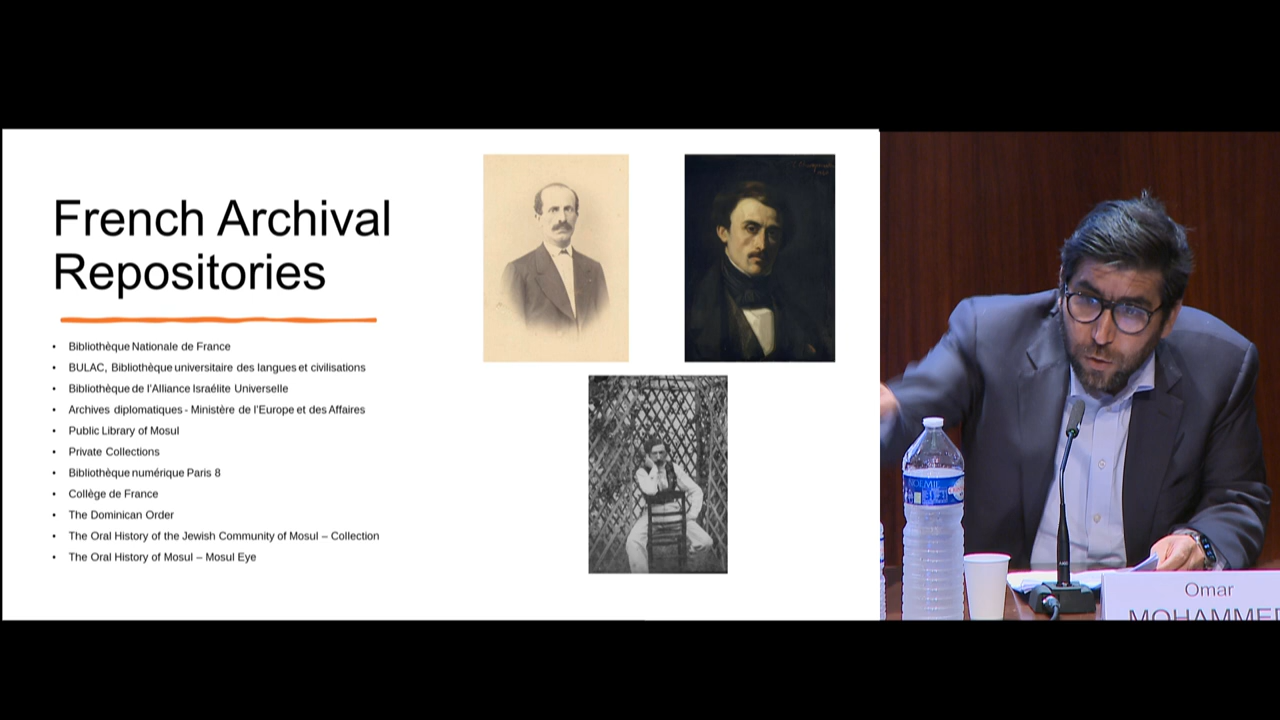 French Archival
Repositories
• Bibliothèque Nationale de France
• BULAC, Bibliothèque universitaire des langues et civilisations
• Bibliothèque de l'Alliance Israélite Universelle
• Archives diplomatiques - Ministère de l'Europe et des Affaires
• Public Library of Mosul
• Private Collections
• Bibliothèque numérique Paris 8
• Collège de France
• The Dominican Order
• The Oral History of the Jewish Community of Mosul – Collection
• The Oral History of Mosul – Mosul Eye
Omar
MOHAMMED